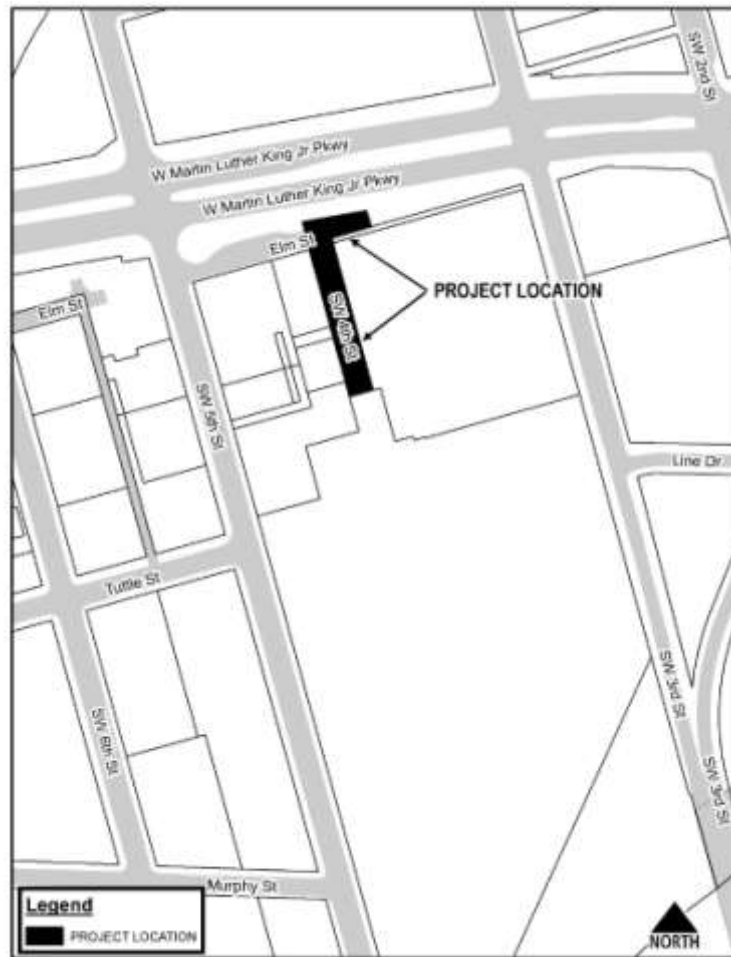 SW 2nd St
W Martin Luther King Jr Pkwy
W Martin Luther King Jr Pkwy
Elm St
PROJECT LOCATION
Elm St
SW 4th St
SW 5th St
Line Dr
Tuttle St
SW 3rd St
SW 6th St
SW 3rd St
Murphy St
Legend
PROJECT LOCATION
NORTH